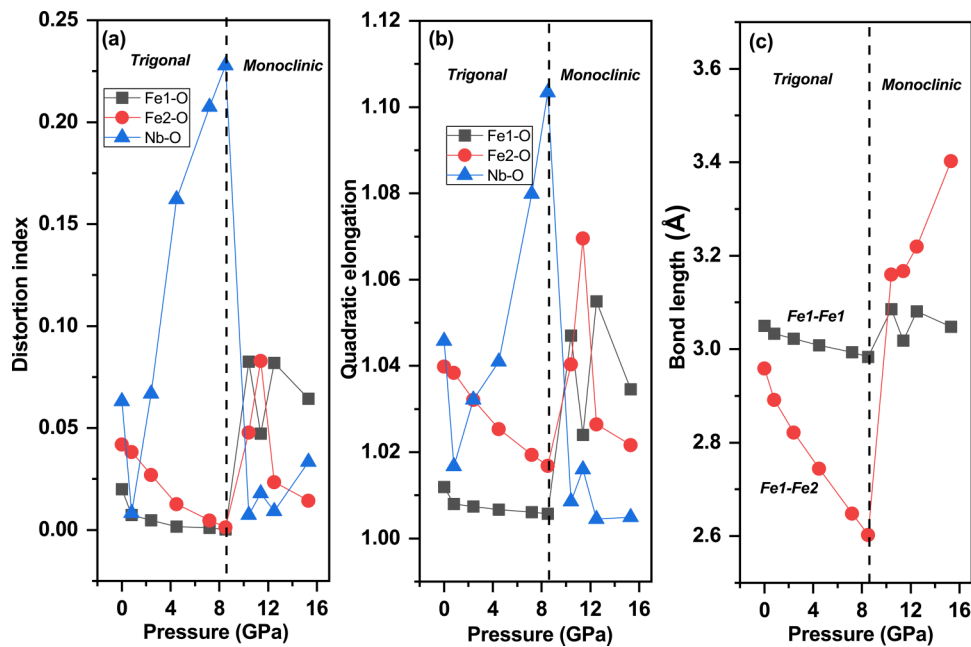 (a)
Trigonal
Monoclinic
Fe1-O
Fe2-O
Nb-O
Distortion index
0.25
0.20
0.15
0.10
0.05
0.00
0 4 8 12 16
Pressure (GPa)
(b)
Trigonal
Monoclinic
Fe1-O
Fe2-O
Nb-O
Quadratic elongation
1.12
1.10
1.08
1.06
1.04
1.02
1.00
0 4 8 12 16
Pressure (GPa)
(c)
Trigonal
Monoclinic
Fe1-Fe1
Fe1-Fe2
Bond length (Å)
3.6
3.4
3.2
3.0
2.8
2.6
0 4 8 12 16
Pressure (GPa)